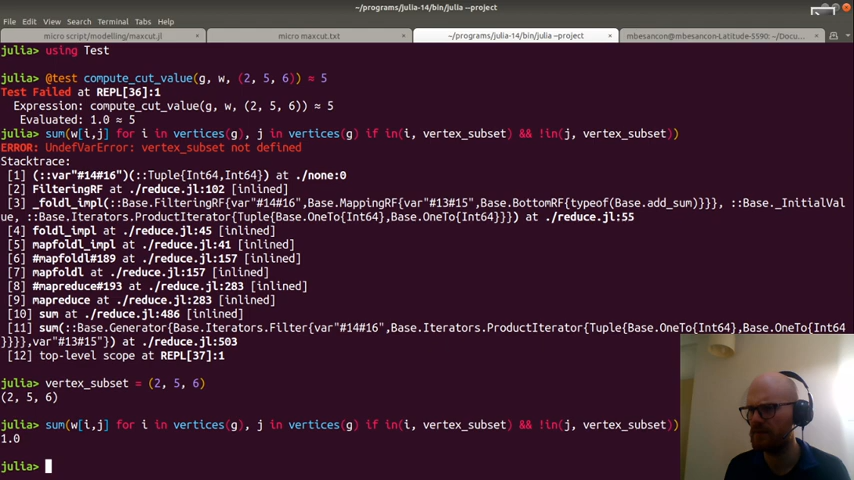 ~/programs/julia-14/bin/julia --project
File Edit View Search Terminal Tabs Help
micro script/modelling/maxcut.jl × micro maxcut.txt × ~/programs/julia-14/bin/julia --project × mbesancon@mbesancon-Latitude-5590: ~/Docu... ×
julia> using Test
julia> @test compute_cut_value(g, w, (2, 5, 6)) ≈ 5
Test Failed at REPL[36]:1
Expression: compute_cut_value(g, w, (2, 5, 6)) ≈ 5
Evaluated: 1.0 ≈ 5
julia> sum(w[i,j] for i in vertices(g), j in vertices(g) if in(i, vertex_subset) && !in(j, vertex_subset))
ERROR: UndefVarError: vertex_subset not defined
Stacktrace:
[1] (::var"#14#16")(::Tuple{Int64,Int64}) at ./none:0
[2] FilteringRF at ./reduce.jl:102 [inlined]
[3] _foldl_impl(::Base.FilteringRF{var"#14#16",Base.MappingRF{var"#13#15",Base.BottomRF{typeof(Base.add_sum)}}}, ::Base._InitialVal
ue, ::Base.Iterators.ProductIterator{Tuple{Base.OneTo{Int64},Base.OneTo{Int64}}}) at ./reduce.jl:55
[4] foldl_impl at ./reduce.jl:45 [inlined]
[5] mapfoldl_impl at ./reduce.jl:41 [inlined]
[6] #mapfoldl#189 at ./reduce.jl:157 [inlined]
[7] mapfoldl at ./reduce.jl:157 [inlined]
[8] #mapreduce#193 at ./reduce.jl:283 [inlined]
[9] mapreduce at ./reduce.jl:283 [inlined]
[10] sum at ./reduce.jl:486 [inlined]
[11] sum(::Base.Generator{Base.Iterators.Filter{var"#14#16",Base.Iterators.ProductIterator{Tuple{Base.OneTo{Int64},Base.OneTo{Int64
}}}},var"#13#15"}) at ./reduce.jl:503
[12] top-level scope at REPL[37]:1
julia> vertex_subset = (2, 5, 6)
(2, 5, 6)
julia> sum(w[i,j] for i in vertices(g), j in vertices(g) if in(i, vertex_subset) && !in(j, vertex_subset))
1.0
julia>